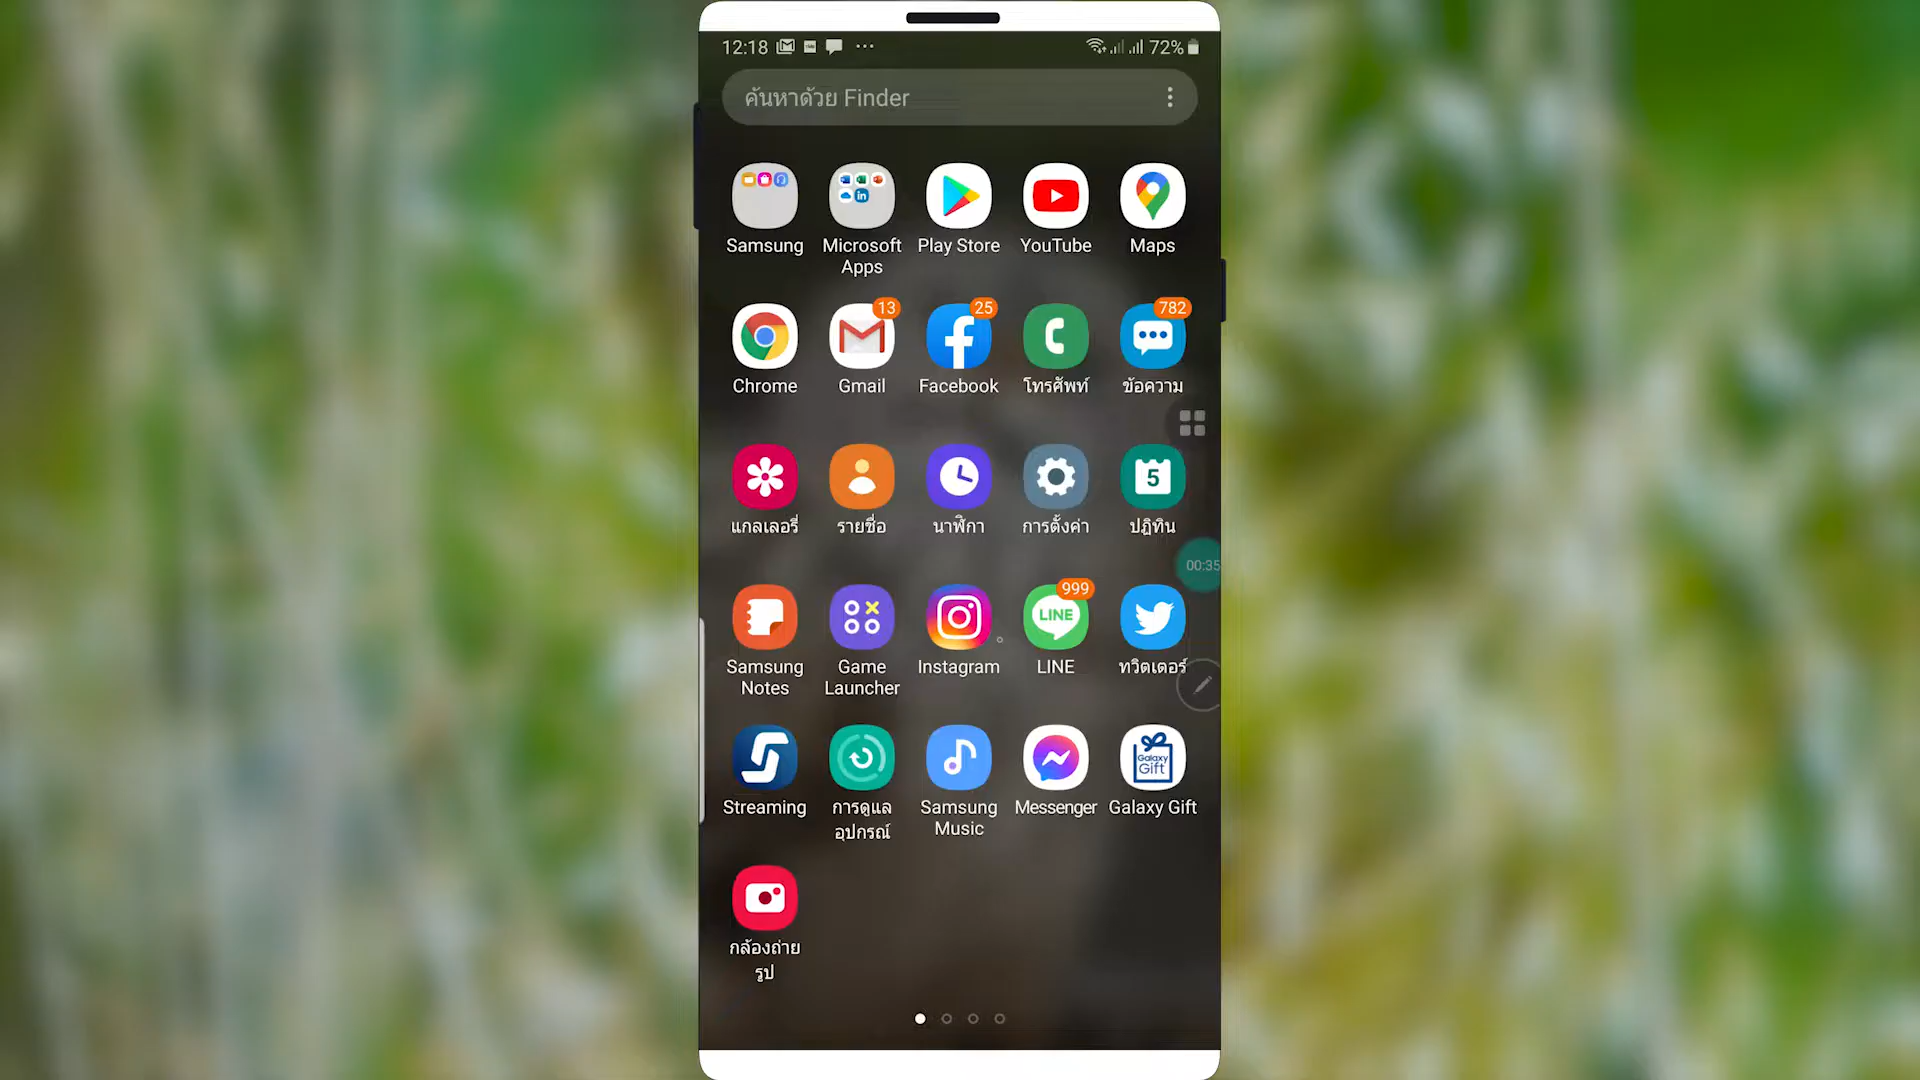 12:18
72%
ค้นหาด้วย Finder
Samsung
Microsoft
Apps
Play Store
YouTube
Maps
13
25
782
Chrome
Gmail
Facebook
โทรศัพท์
ข้อความ
5
แกลเลอรี่
รายชื่อ
นาฬิกา
การตั้งค่า
ปฏิทิน
00:35
999
LINE
Samsung
Notes
Game
Launcher
Instagram
LINE
ทวิตเตอร์
Galaxy
Gift
Streaming
การดูแล
อุปกรณ์
Samsung
Music
Messenger
Galaxy Gift
กล้องถ่าย
รูป